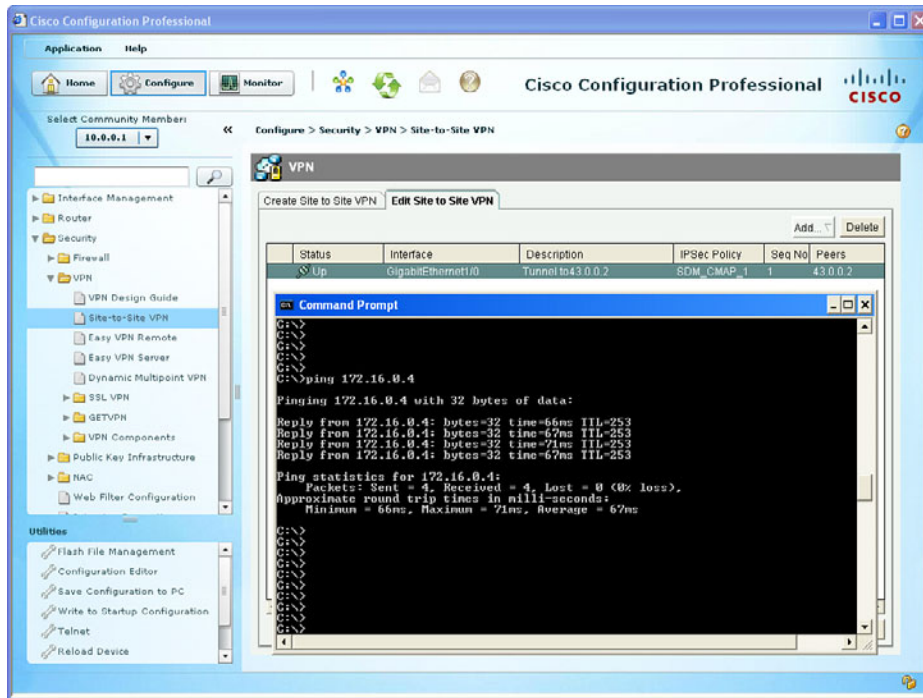 Cisco Configuration Professional
Application Help
Home Configure Monitor
Cisco Configuration Professional
CISCO
Select Community Member:
10.0.0.1
Configure > Security > VPN > Site-to-Site VPN
VPN
Create Site to Site VPN Edit Site to Site VPN
Add... Delete
Status Interface Description IPSec Policy Seq No Peers
Up GigabitEthernet1/0 Tunnel to43.0.0.2 SDM_CMAP_1 1 43.0.0.2
Interface Management
Router
Security
Firewall
VPN
VPN Design Guide
Site-to-Site VPN
Easy VPN Remote
Easy VPN Server
Dynamic Multipoint VPN
SSL VPN
GETVPN
VPN Components
Public Key Infrastructure
NAC
Web Filter Configuration
Utilities
Flash File Management
Configuration Editor
Save Configuration to PC
Write to Startup Configuration
Telnet
Reload Device
Command Prompt
C:\>
C:\>
C:\>
C:\>
C:\>ping 172.16.0.4
Pinging 172.16.0.4 with 32 bytes of data:
Reply from 172.16.0.4: bytes=32 time=66ms TTL=253
Reply from 172.16.0.4: bytes=32 time=67ms TTL=253
Reply from 172.16.0.4: bytes=32 time=71ms TTL=253
Reply from 172.16.0.4: bytes=32 time=67ms TTL=253
Ping statistics for 172.16.0.4:
Packets: Sent = 4, Received = 4, Lost = 0 (0% loss),
Approximate round trip times in milli-seconds:
Minimum = 66ms, Maximum = 71ms, Average = 67ms
C:\>
C:\>
C:\>
C:\>
C:\>
C:\>
C:\>
C:\>